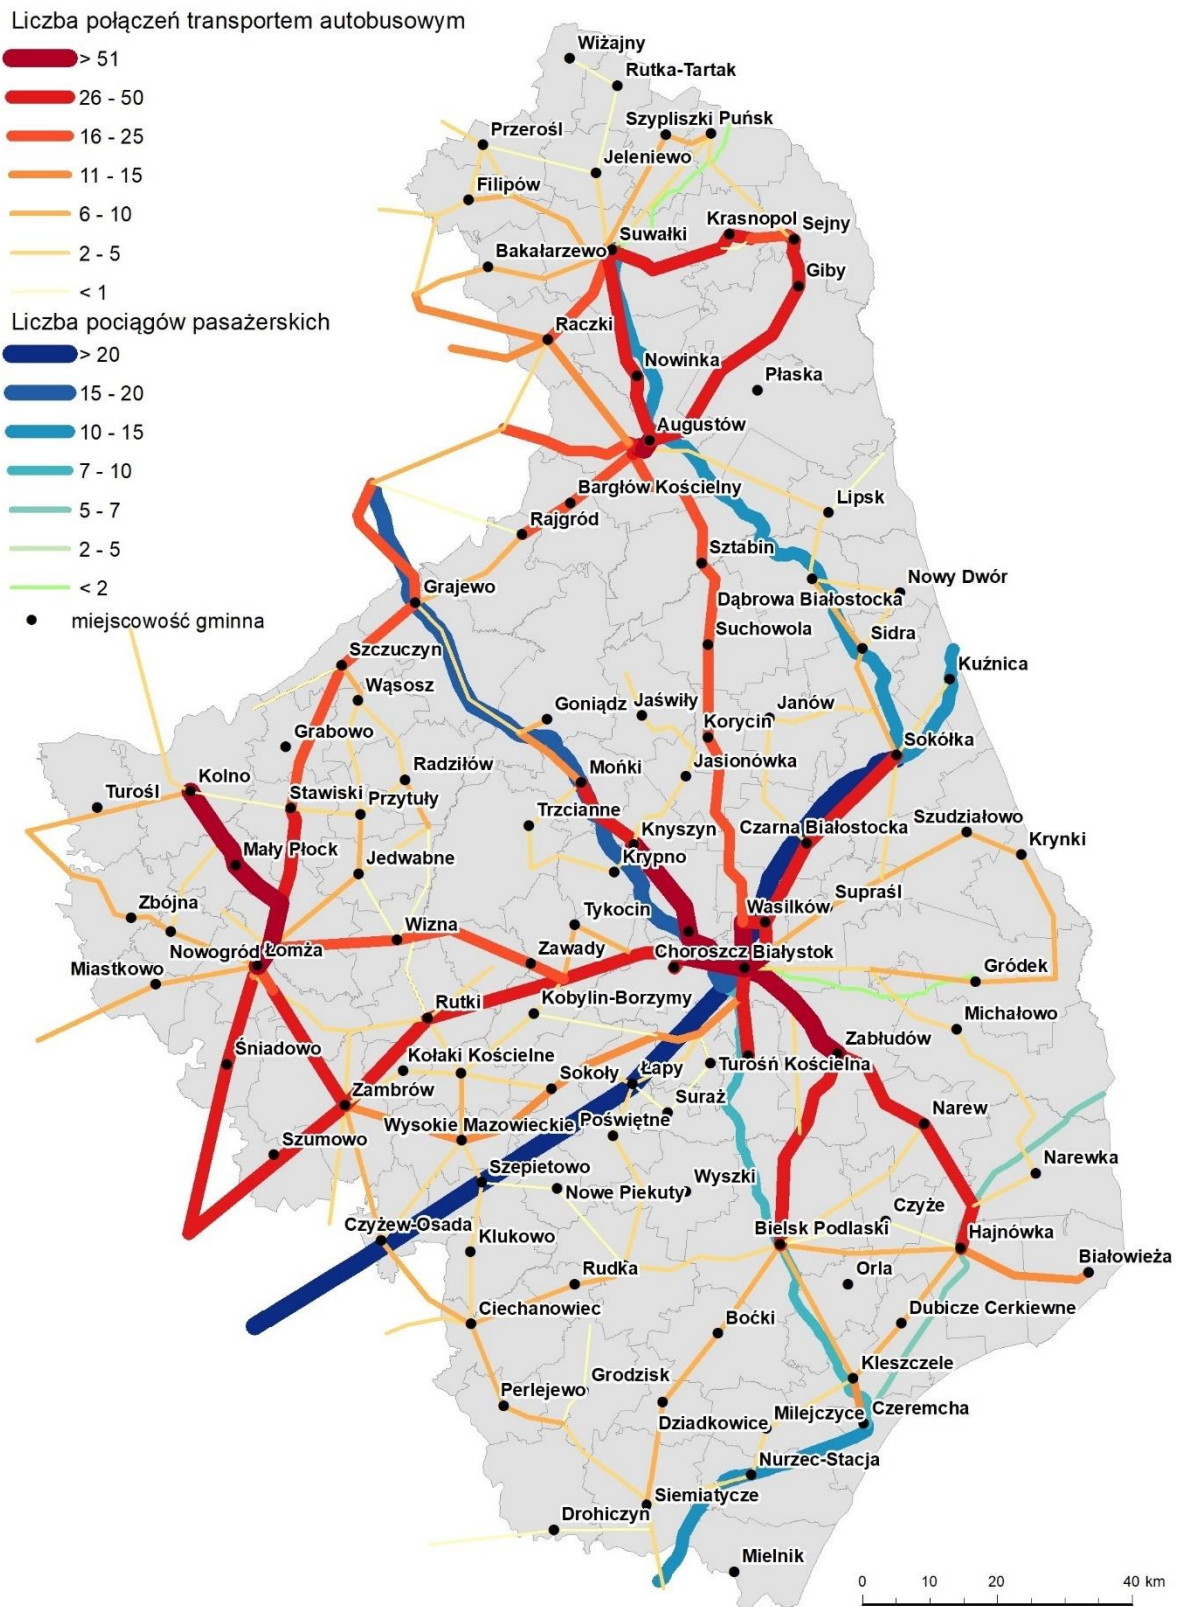 Liczba połączeń transportem autobusowym
> 51
26 - 50
16 - 25
11 - 15
6 - 10
2 - 5
< 1
Liczba pociągów pasażerskich
> 20
15 - 20
10 - 15
7 - 10
5 - 7
2 - 5
< 2
miejscowość gminna
Wiżajny
Rutka-Tartak
Szypliszki Puńsk
Przerośl
Jeleniewo
Filipów
Krasnopol
Sejny
Suwałki
Bakałarzewo
Giby
Raczki
Nowinka
Płaska
Augustów
Bargłów Kościelny
Lipsk
Rajgród
Sztabin
Nowy Dwór
Grajewo
Dąbrowa Białostocka
Suchowola
Sidra
Szczuczyn
Kuźnica
Wąsosz
Goniądz
Jaświły
Janów
Korycin
Grabowo
Sokółka
Radziłów
Mońki
Jasionówka
Kolno
Turośl
Stawiski
Przytuły
Trzcianne
Knyszyn
Czarna Białostocka
Szudziałowo
Krynki
Mały Płock
Jedwabne
Krypno
Zbójna
Supraśl
Tykocin
Wasilków
Wizna
Nowogród
Łomża
Zawady
Choroszcz
Białystok
Miastkowo
Gródek
Rutki
Kobylin-Borzymy
Michałowo
Śniadowo
Kołaki Kościelne
Zabłudów
Sokoły
Łapy
Turośń Kościelna
Zambrów
Suraż
Narew
Wysokie Mazowieckie
Poświętne
Szumowo
Narewka
Szepietowo
Nowe Piekuty
Wyszki
Czyże
Czyżew-Osada
Klukowo
Bielsk Podlaski
Hajnówka
Białowieża
Rudka
Orla
Ciechanowiec
Boćki
Dubicze Cerkiewne
Kleszczele
Grodzisk
Perlejewo
Dziadkowice
Milejczyce
Czeremcha
Nurzec-Stacja
Siemiatycze
Drohiczyn
Mielnik
0 10 20 40 km